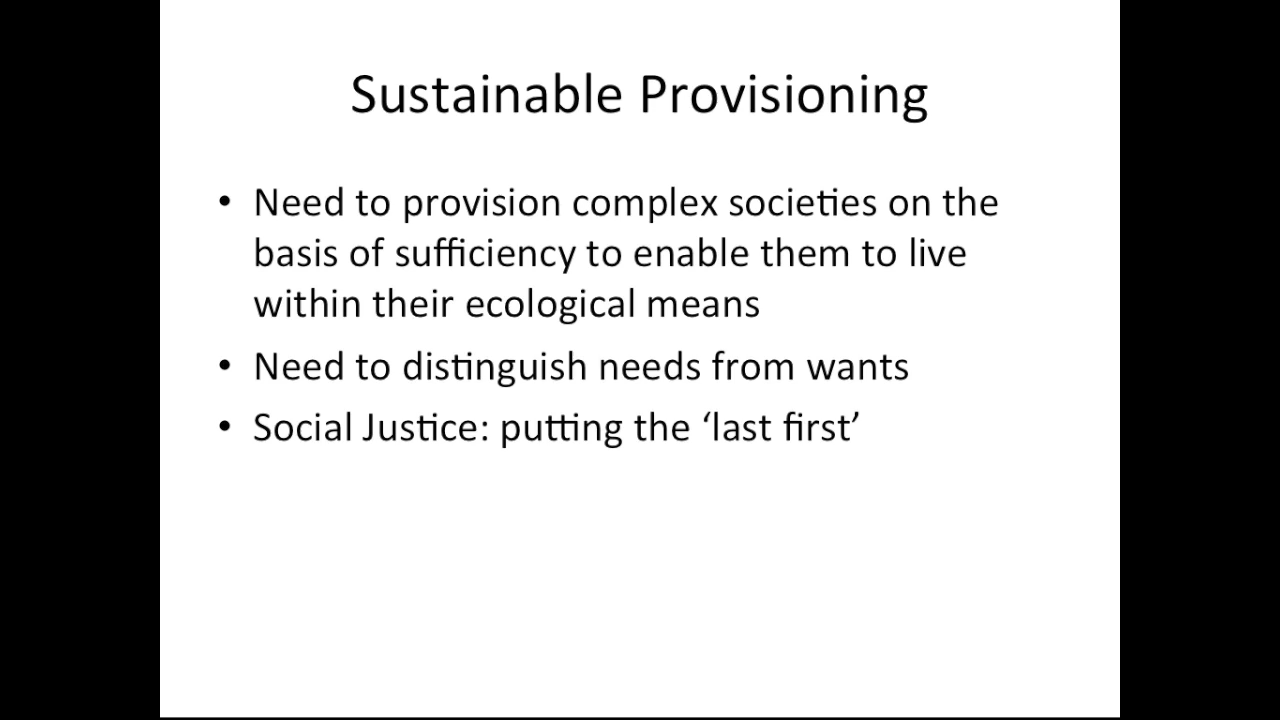 Sustainable Provisioning
• Need to provision complex societies on the
basis of sufficiency to enable them to live
within their ecological means
• Need to distinguish needs from wants
• Social Justice: putting the ‘last first’